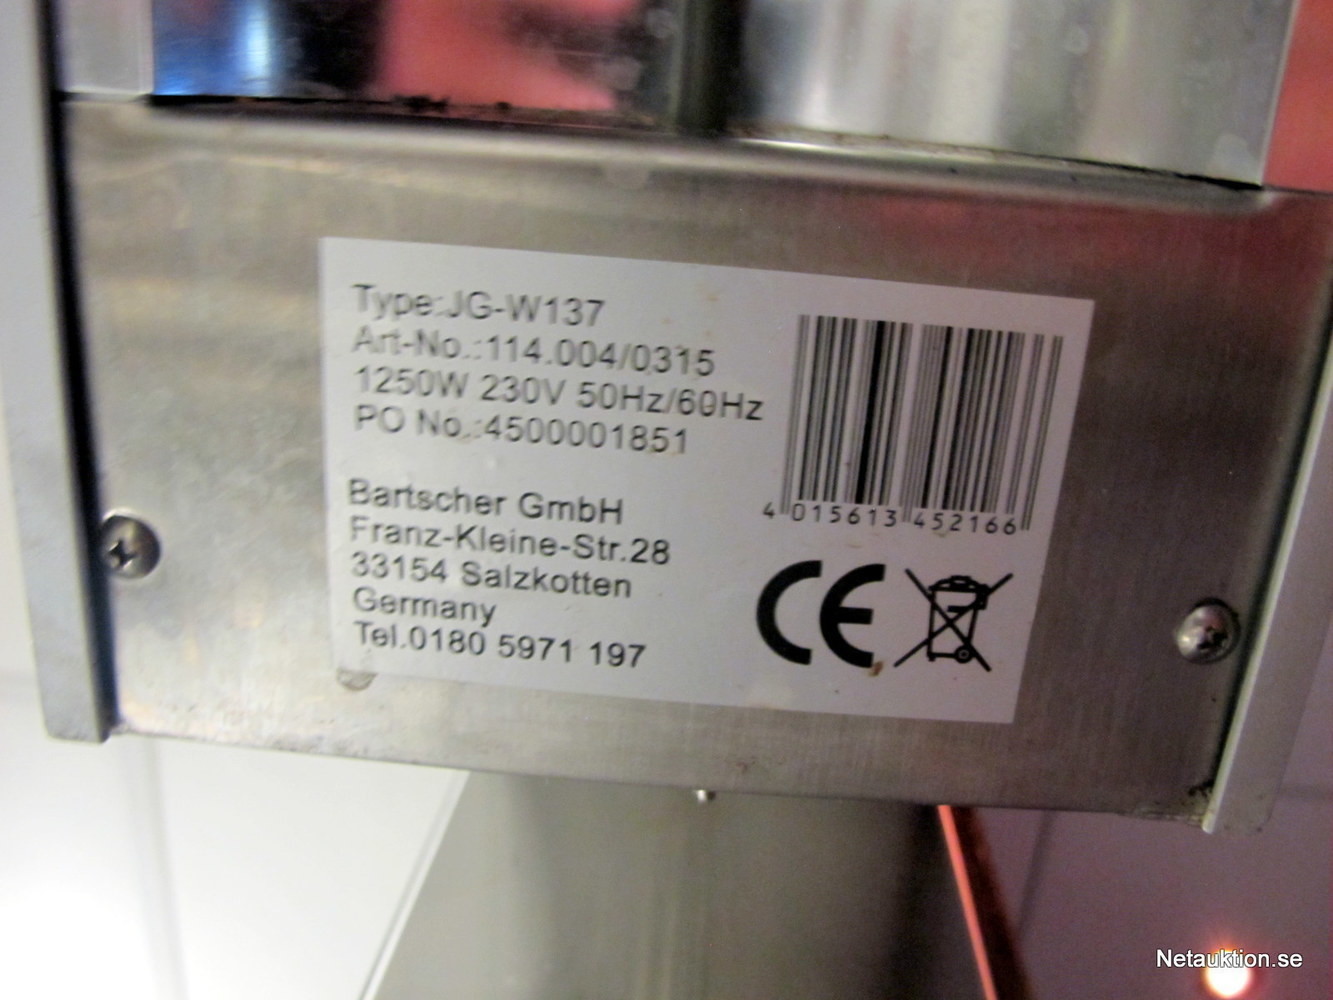 Type:JG-W137
Art-No.:114.004/0315
1250W 230V 50Hz/60Hz
PO No.:4500001851
Bartscher GmbH
Franz-Kleine-Str.28
33154 Salzkotten
Germany
Tel.0180 5971 197
4 015613 452166
CE
Netauktion.se